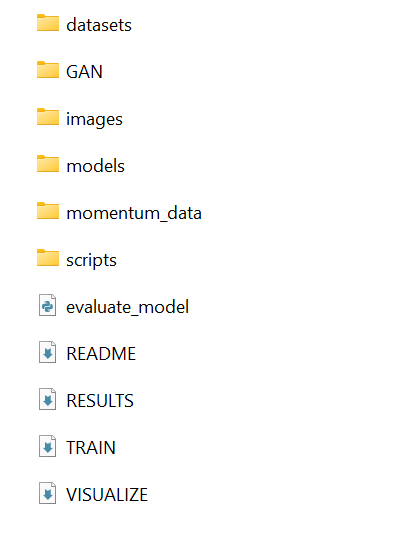 datasets
GAN
images
models
momentum_data
scripts
evaluate_model
README
RESULTS
TRAIN
VISUALIZE